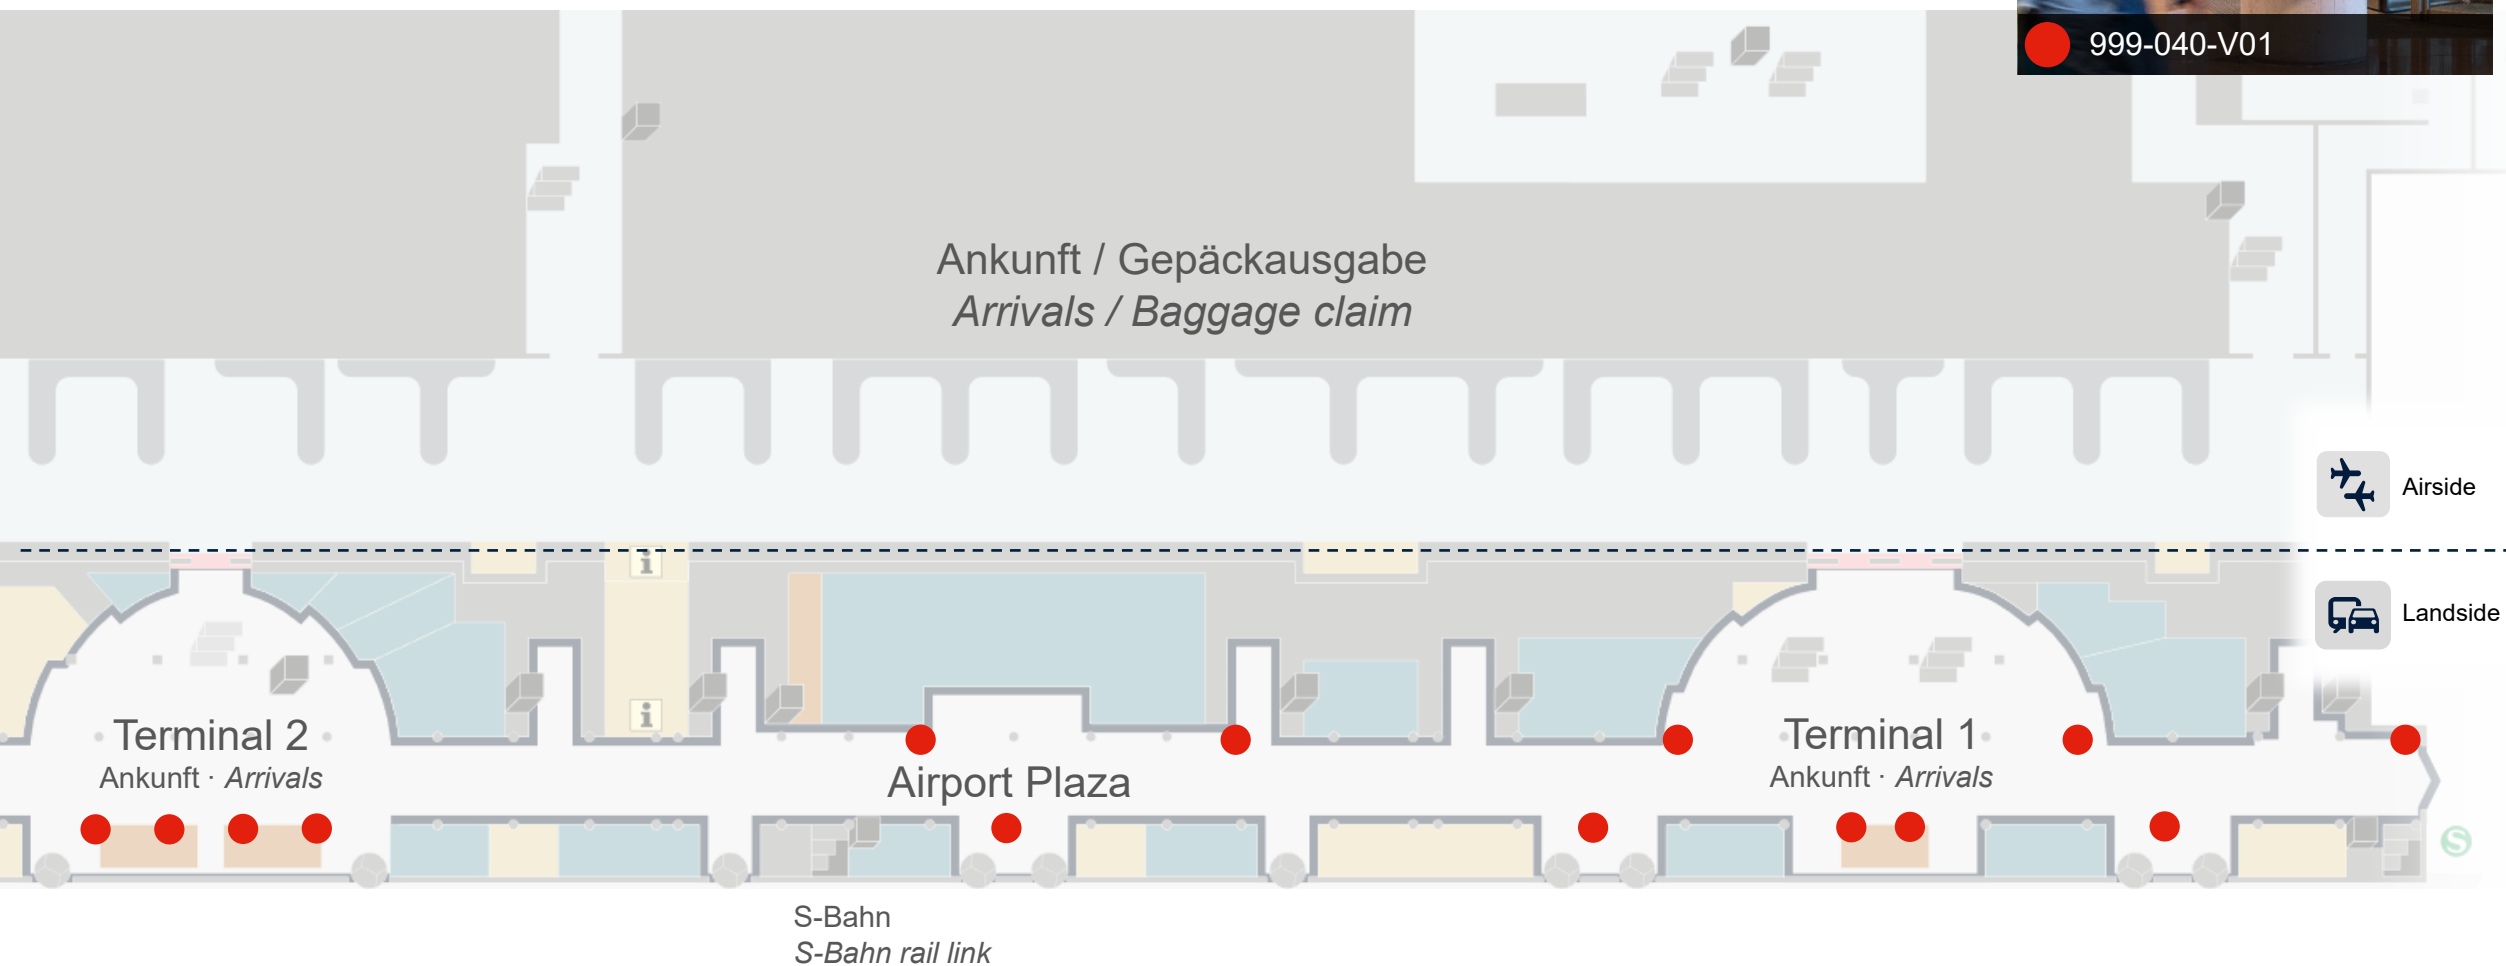 999-040-V01
Ankunft / Gepäckausgabe
Arrivals / Baggage claim
Airside
i
Landside
i
Terminal 2
Ankunft · Arrivals
Airport Plaza
Terminal 1
Ankunft · Arrivals
S
S-Bahn
S-Bahn rail link